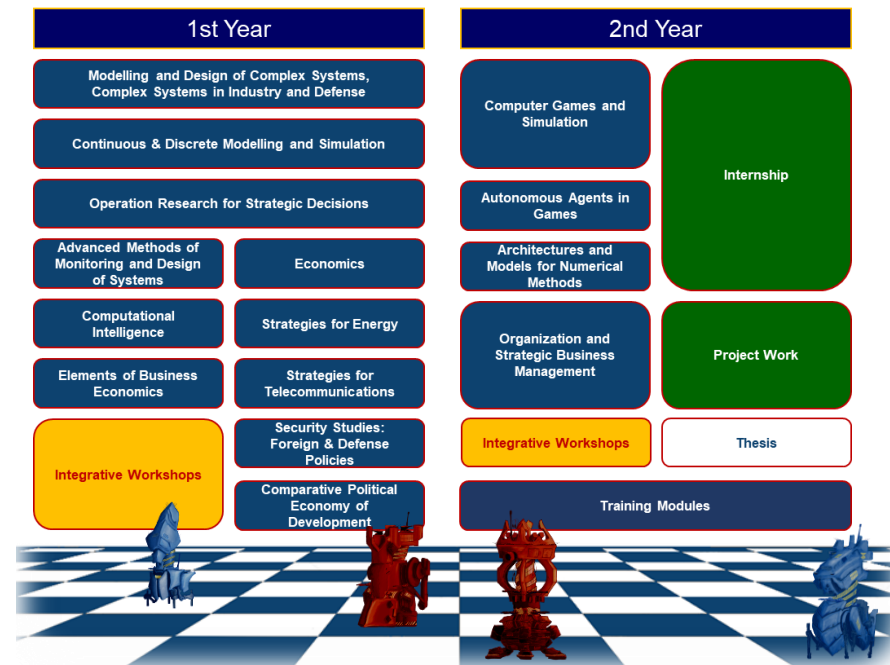 1st Year
Modelling and Design of Complex Systems,
Complex Systems in Industry and Defense
Continuous & Discrete Modelling and Simulation
Operation Research for Strategic Decisions
Advanced Methods of
Monitoring and Design
of Systems
Economics
Computational
Intelligence
Strategies for Energy
Elements of Business
Economics
Strategies for
Telecommunications
Integrative Workshops
Security Studies:
Foreign & Defense
Policies
Comparative Political
Economy of
Development
2nd Year
Computer Games and
Simulation
Internship
Autonomous Agents in
Games
Architectures and
Models for Numerical
Methods
Organization and
Strategic Business
Management
Project Work
Integrative Workshops
Thesis
Training Modules